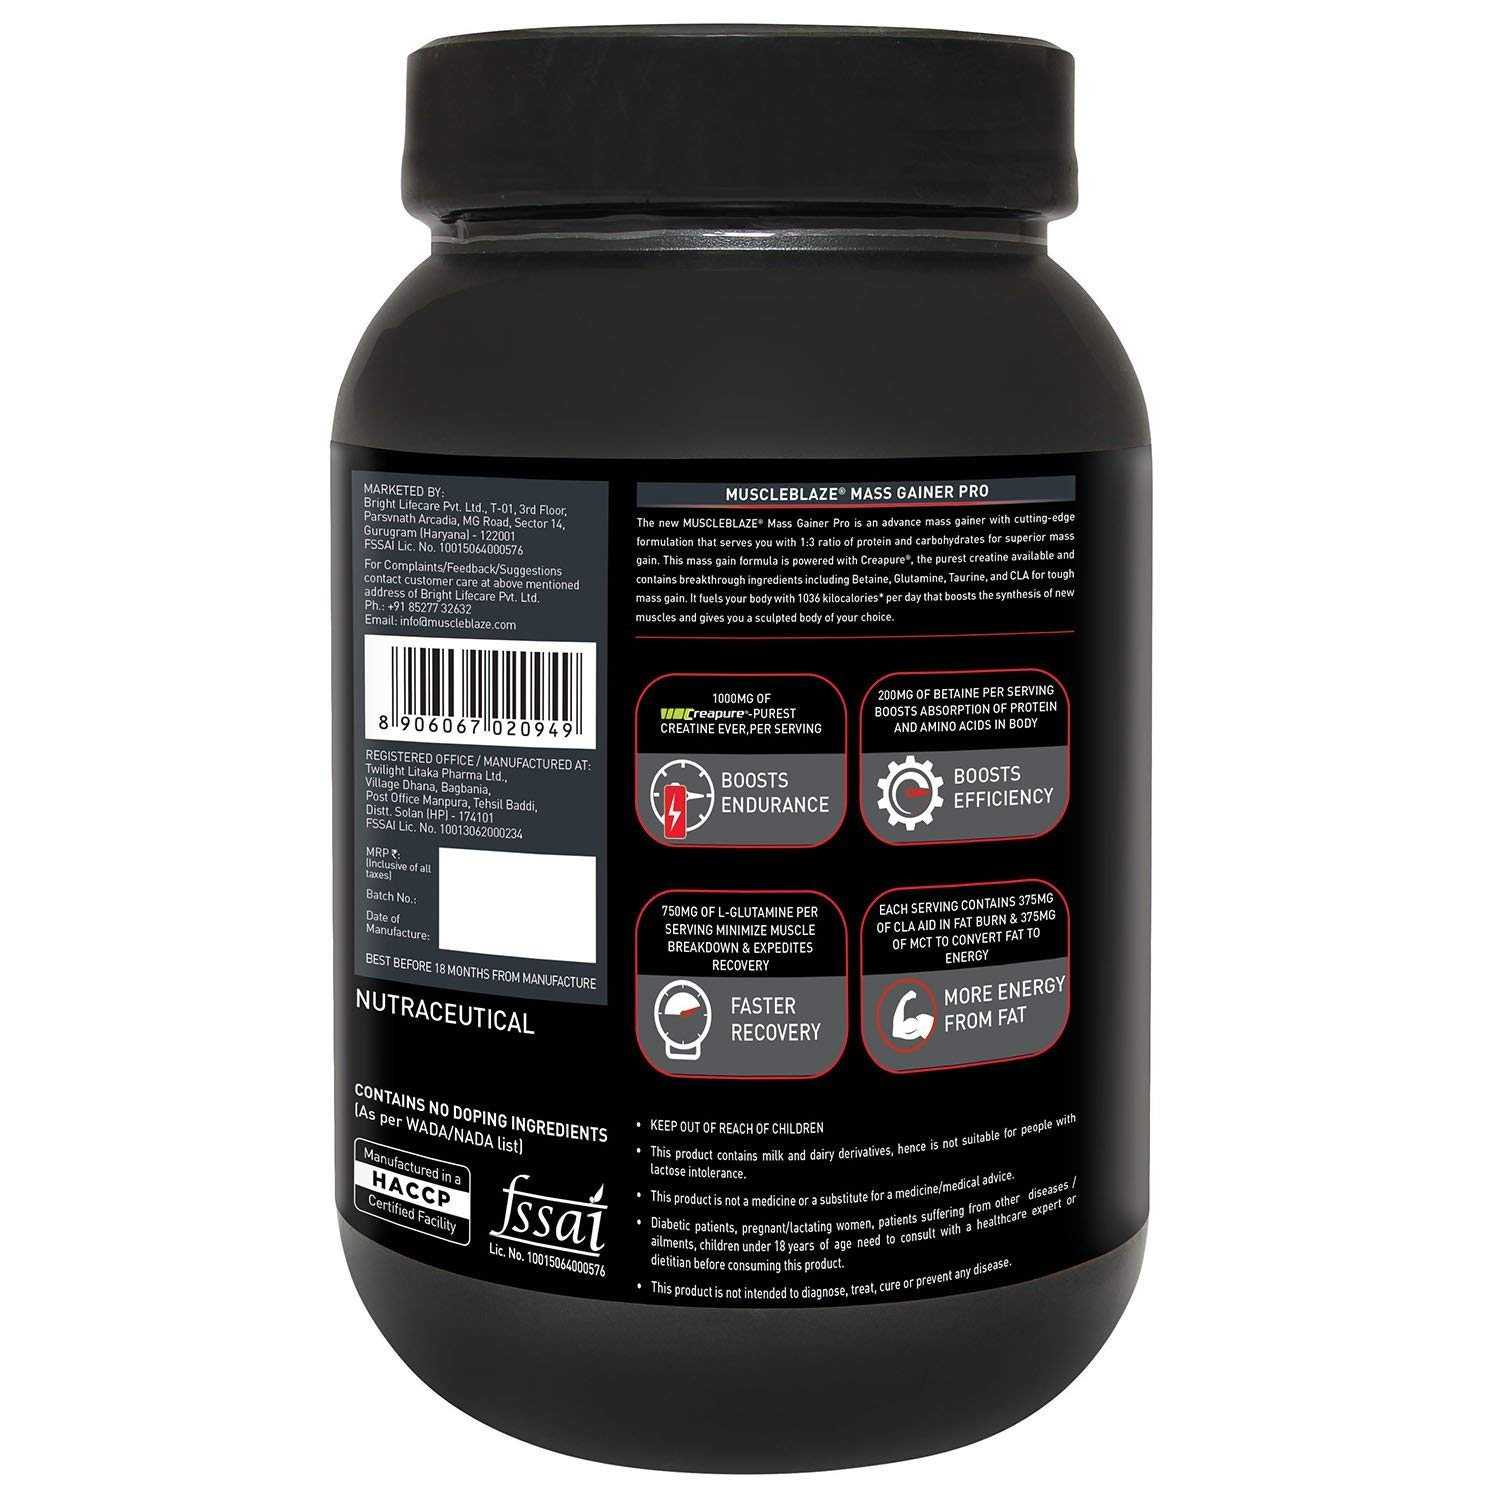 MARKETED BY:
Bright Lifecare Pvt. Ltd., T-01, 3rd Floor,
Parsvnath Arcadia, MG Road, Sector 14,
Gurugram (Haryana) - 122001
FSSAI Lic. No. 10015064000576
For Complaints/Feedback/Suggestions
contact customer care at above mentioned
address of Bright Lifecare Pvt. Ltd.
Ph.: +91 85277 32632
Email: info@muscleblaze.com
8 906067 020949
REGISTERED OFFICE / MANUFACTURED AT:
Twilight Litaka Pharma Ltd.,
Village Dhana, Bagbania,
Post Office Manpura, Tehsil Baddi,
Distt. Solan (HP) - 174101
FSSAI Lic. No. 10013062000234
MRP ₹:
(Inclusive of all
taxes)
Batch No.:
Date of
Manufacture:
BEST BEFORE 18 MONTHS FROM MANUFACTURE
NUTRACEUTICAL
CONTAINS NO DOPING INGREDIENTS
(As per WADA/NADA list)
Manufactured in a
HACCP
Certified Facility
fssai
Lic. No. 10015064000576
MUSCLEBLAZE® MASS GAINER PRO
The new MUSCLEBLAZE® Mass Gainer Pro is an advance mass gainer with cutting-edge
formulation that serves you with 1:3 ratio of protein and carbohydrates for superior mass
gain. This mass gain formula is powered with Creapure®, the purest creatine available and
contains breakthrough ingredients including Betaine, Glutamine, Taurine, and CLA for tough
mass gain. It fuels your body with 1036 kilocalories* per day that boosts the synthesis of new
muscles and gives you a sculpted body of your choice.
1000MG OF
Creapure®-PUREST
CREATINE EVER,PER SERVING
BOOSTS
ENDURANCE
200MG OF BETAINE PER SERVING
BOOSTS ABSORPTION OF PROTEIN
AND AMINO ACIDS IN BODY
BOOSTS
EFFICIENCY
750MG OF L-GLUTAMINE PER
SERVING MINIMIZE MUSCLE
BREAKDOWN & EXPEDITES
RECOVERY
FASTER
RECOVERY
EACH SERVING CONTAINS 375MG
OF CLA AID IN FAT BURN & 375MG
OF MCT TO CONVERT FAT TO
ENERGY
MORE ENERGY
FROM FAT
• KEEP OUT OF REACH OF CHILDREN
• This product contains milk and dairy derivatives, hence is not suitable for people with
lactose intolerance.
• This product is not a medicine or a substitute for a medicine/medical advice.
• Diabetic patients, pregnant/lactating women, patients suffering from other diseases /
ailments, children under 18 years of age need to consult with a healthcare expert or
dietitian before consuming this product.
• This product is not intended to diagnose, treat, cure or prevent any disease.